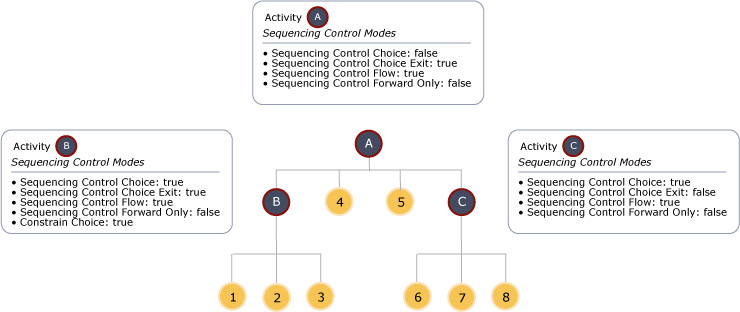 Activity A
Sequencing Control Modes
• Sequencing Control Choice: false
• Sequencing Control Choice Exit: true
• Sequencing Control Flow: true
• Sequencing Control Forward Only: false
Activity B
Sequencing Control Modes
• Sequencing Control Choice: true
• Sequencing Control Choice Exit: true
• Sequencing Control Flow: true
• Sequencing Control Forward Only: false
• Constrain Choice: true
Activity C
Sequencing Control Modes
• Sequencing Control Choice: true
• Sequencing Control Choice Exit: false
• Sequencing Control Flow: true
• Sequencing Control Forward Only: false
A
B 4 5 C
1 2 3 6 7 8